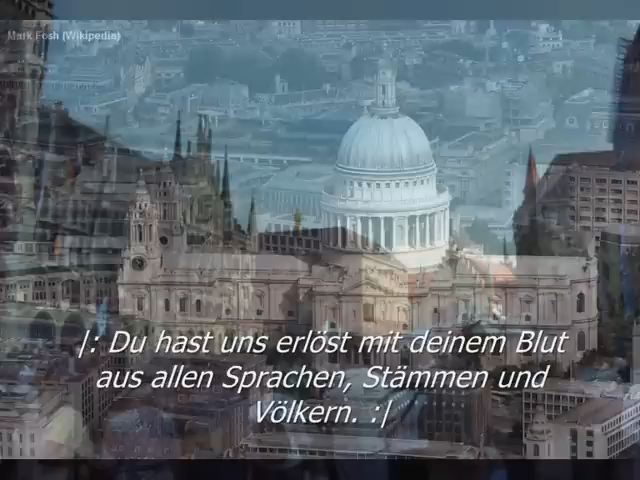 Mark Fosh (Wikipedia)
|: Du hast uns erlöst mit deinem Blut
aus allen Sprachen, Stämmen und
Völkern. :|